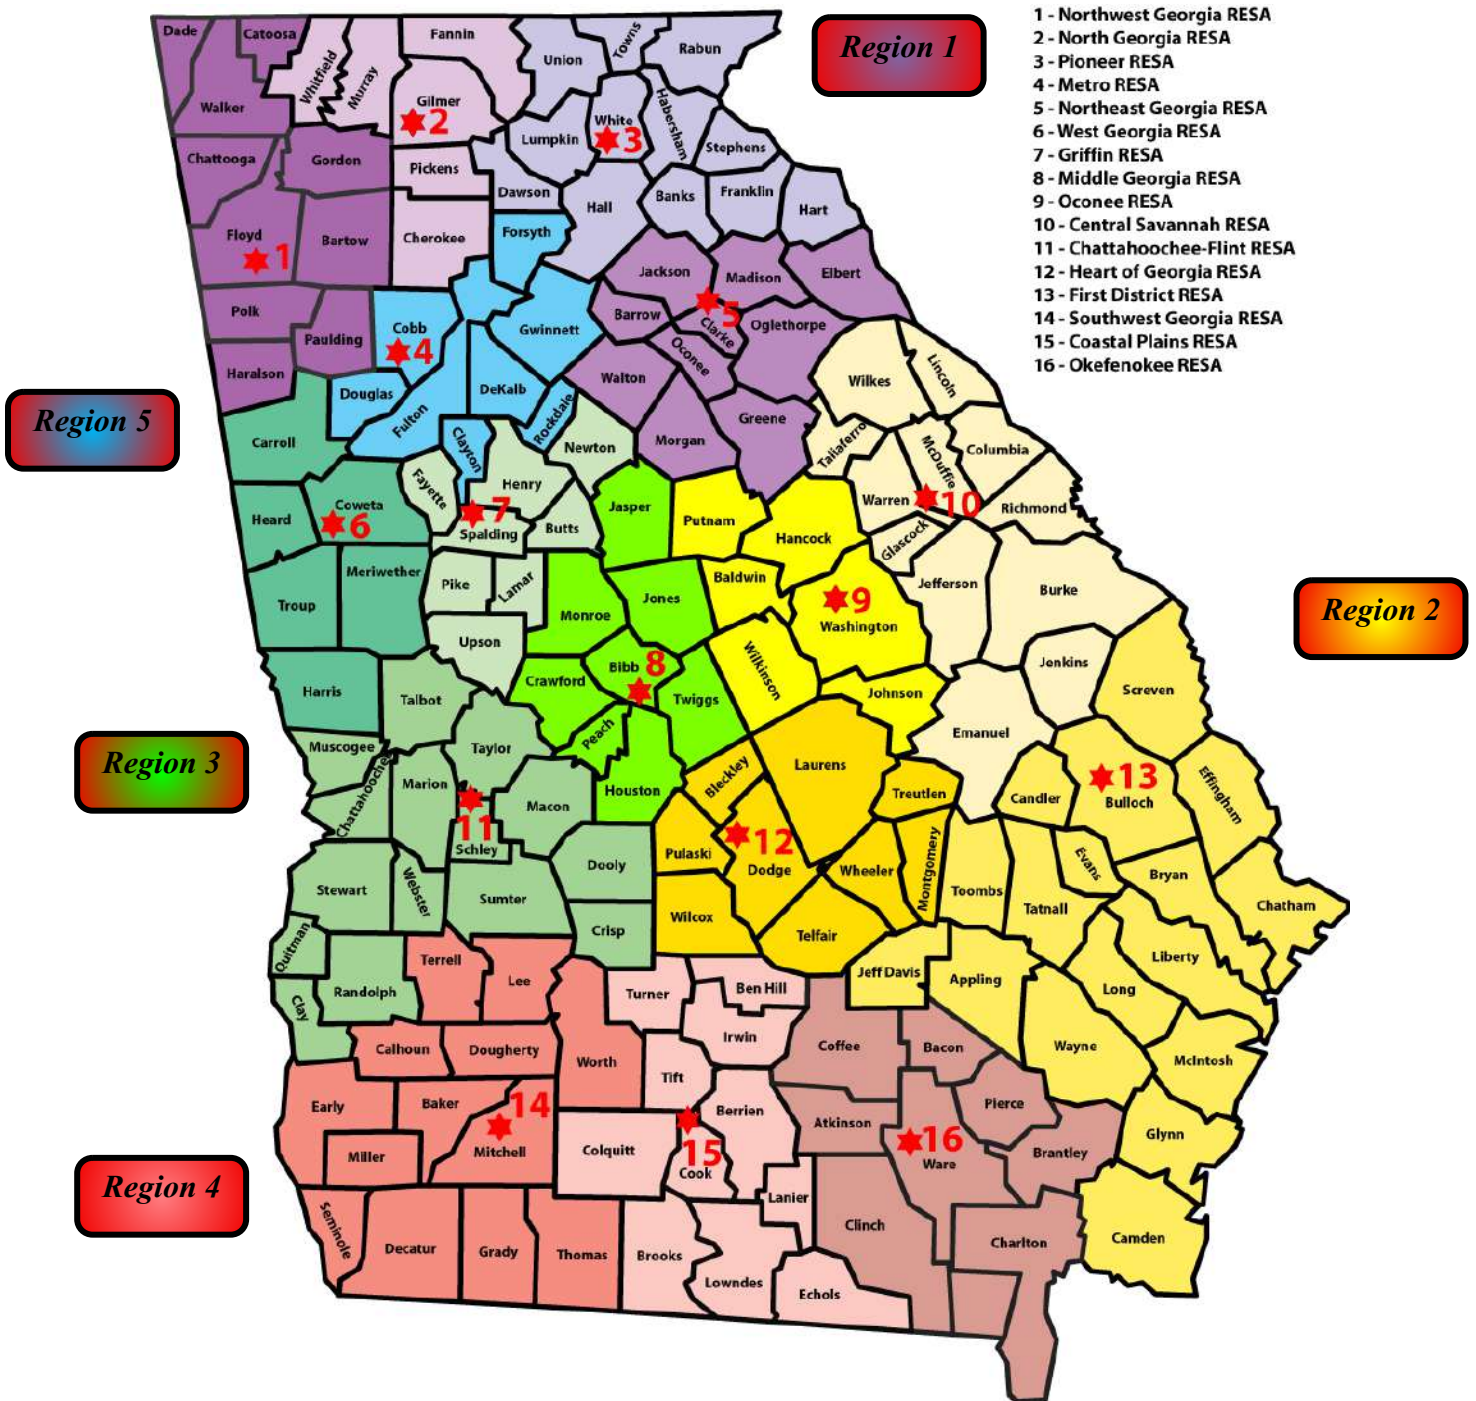 Region 1
1 - Northwest Georgia RESA
2 - North Georgia RESA
3 - Pioneer RESA
4 - Metro RESA
5 - Northeast Georgia RESA
6 - West Georgia RESA
7 - Griffin RESA
8 - Middle Georgia RESA
9 - Oconee RESA
10 - Central Savannah RESA
11 - Chattahoochee-Flint RESA
12 - Heart of Georgia RESA
13 - First District RESA
14 - Southwest Georgia RESA
15 - Coastal Plains RESA
16 - Okefenokee RESA
Dade
Catoosa
Whitfield
Murray
Fannin
Union
Towns
Rabun
Walker
Gilmer
2
Lumpkin
White
3
Habersham
Stephens
Chattooga
Gordon
Pickens
Dawson
Hall
Banks
Franklin
Hart
Floyd
1
Bartow
Cherokee
Forsyth
Jackson
Madison
Elbert
Polk
Paulding
Cobb
4
Gwinnett
Barrow
5
Clarke
Oglethorpe
Oconee
Haralson
Douglas
Fulton
DeKalb
Rockdale
Walton
Wilkes
Lincoln
Region 5
Carroll
Clayton
Newton
Morgan
Greene
Taliaferro
McDuffie
Columbia
Heard
Coweta
6
Fayette
Henry
7
Spalding
Butts
Jasper
Putnam
Hancock
Warren
10
Richmond
Glascock
Troup
Meriwether
Pike
Lamar
Monroe
Jones
Baldwin
9
Washington
Jefferson
Burke
Region 2
Upson
Bibb
8
Wilkinson
Jenkins
Harris
Talbot
Crawford
Twiggs
Johnson
Screven
Muscogee
Taylor
Peach
Emanuel
Region 3
Chattahoochee
Marion
11
Schley
Macon
Houston
Bleckley
Laurens
Treutlen
Candler
13
Bulloch
Effingham
Stewart
Webster
Sumter
Dooly
Pulaski
12
Dodge
Wheeler
Montgomery
Toombs
Tatnall
Evans
Bryan
Chatham
Quitman
Crisp
Wilcox
Telfair
Clay
Randolph
Terrell
Lee
Turner
Ben Hill
Jeff Davis
Appling
Long
Liberty
Calhoun
Dougherty
Worth
Irwin
Coffee
Bacon
Wayne
McIntosh
Early
Baker
14
Mitchell
Tift
Berrien
Atkinson
Pierce
Glynn
Miller
Colquitt
15
Cook
16
Ware
Brantley
Region 4
Seminole
Decatur
Grady
Thomas
Brooks
Lanier
Clinch
Charlton
Camden
Lowndes
Echols